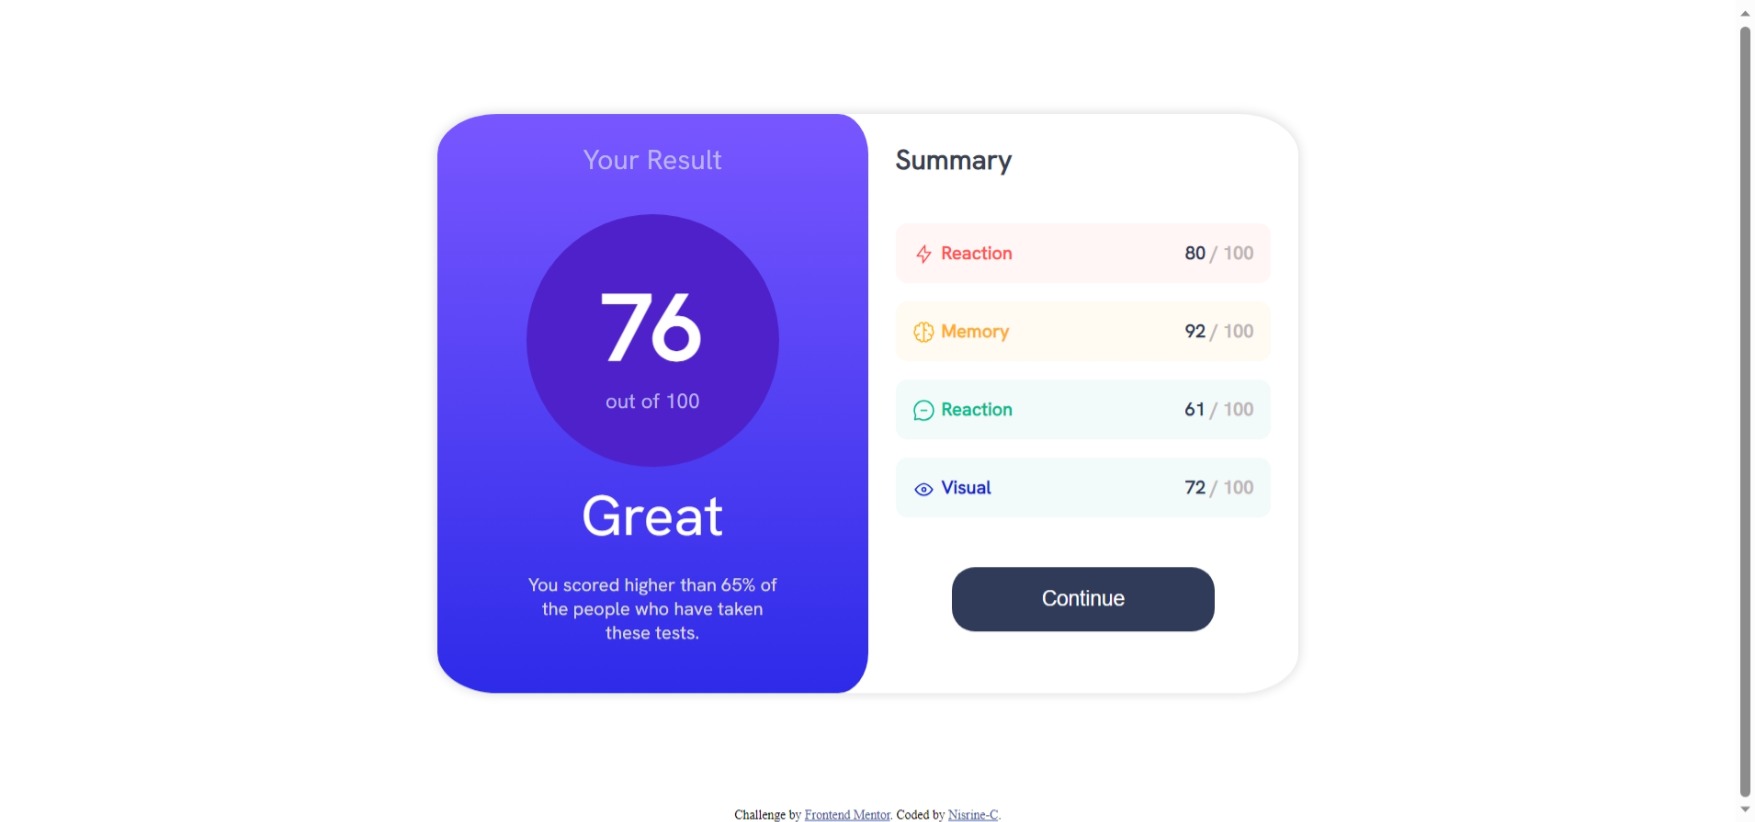 Your Result
76
out of 100
Great
You scored higher than 65% of
the people who have taken
these tests.
Summary
Reaction 80 / 100
Memory 92 / 100
Reaction 61 / 100
Visual 72 / 100
Continue
Challenge by Frontend Mentor. Coded by Nisrine-C.